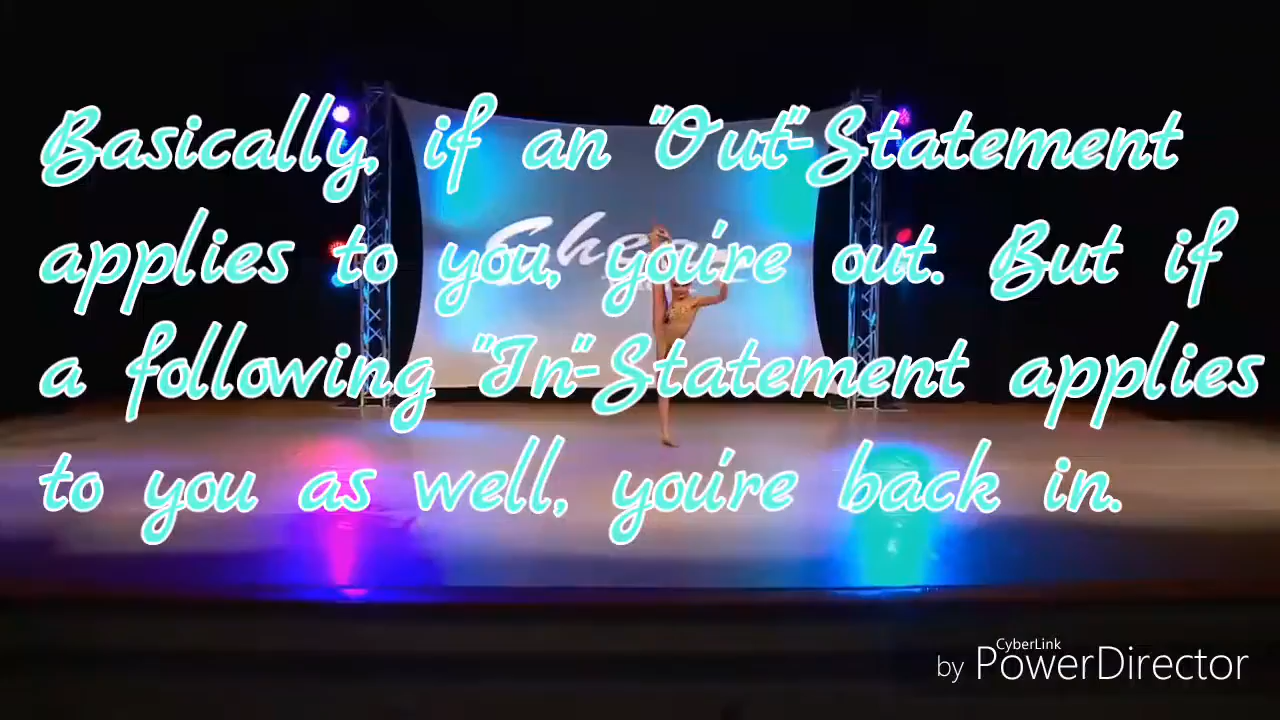 Basically, if an "Out"-Statement
applies to you, you're out. But if
a following "In"-Statement applies
to you as well, you're back in.
by CyberLink PowerDirector